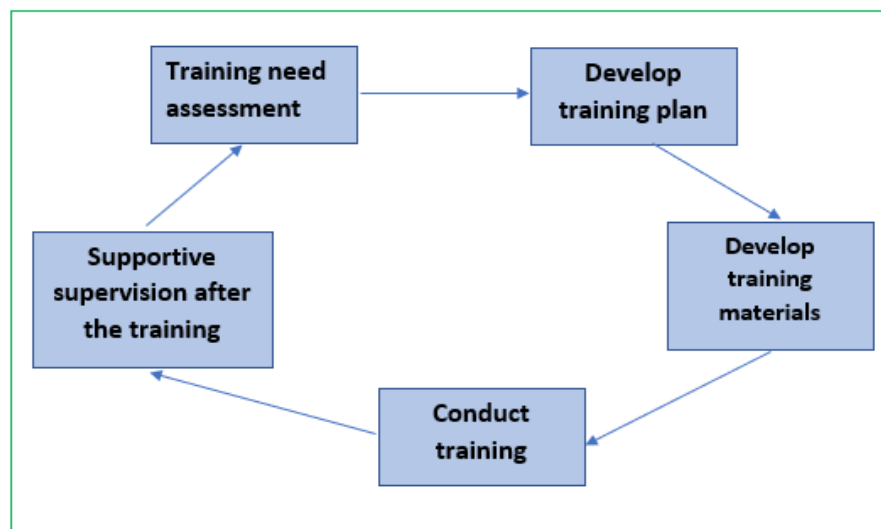 Training need
assessment
Develop
training plan
Develop
training
materials
Conduct
training
Supportive
supervision after
the training